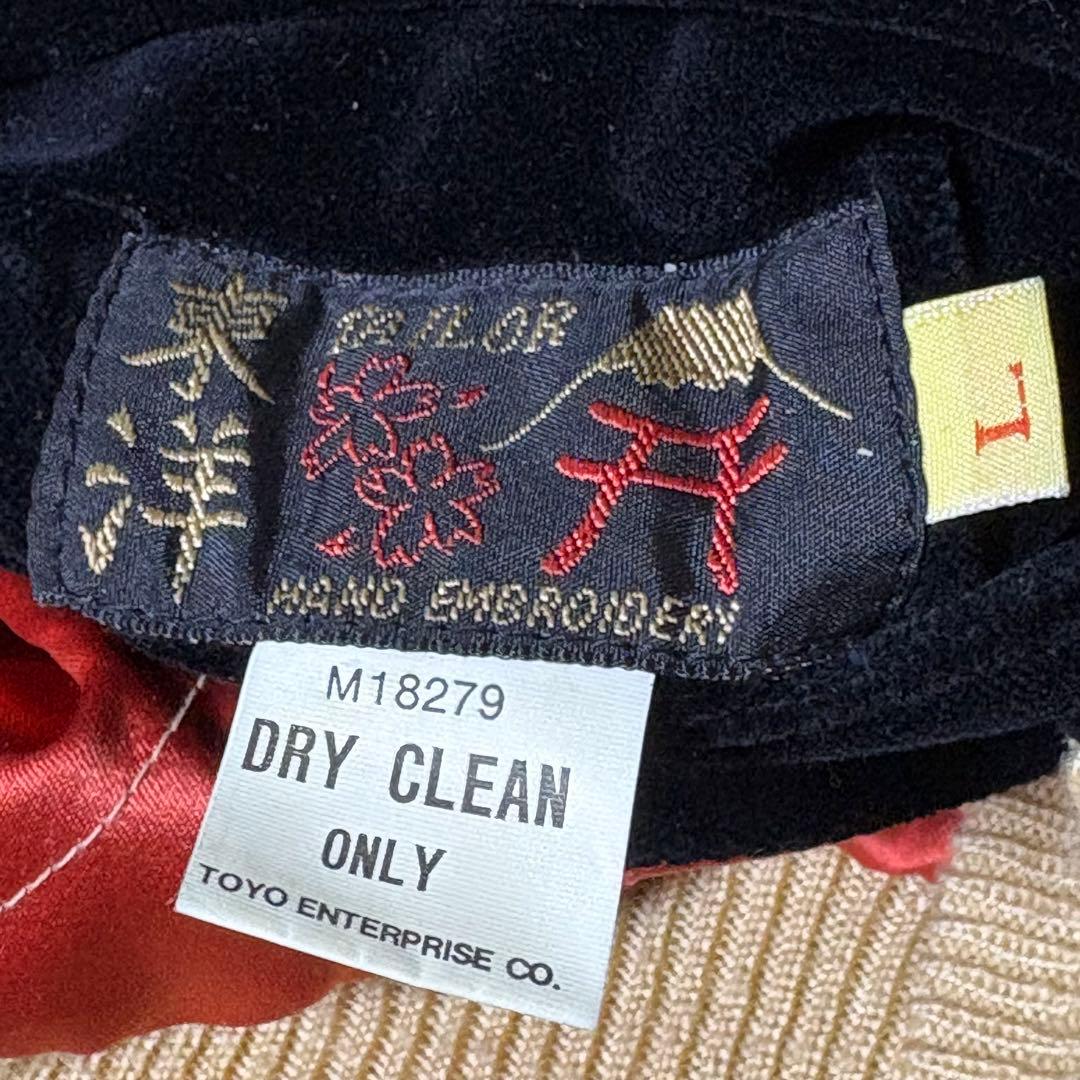 東洋
TAILOR
HAND EMBROIDERY
L
M18279
DRY CLEAN
ONLY
TOYO ENTERPRISE CO.